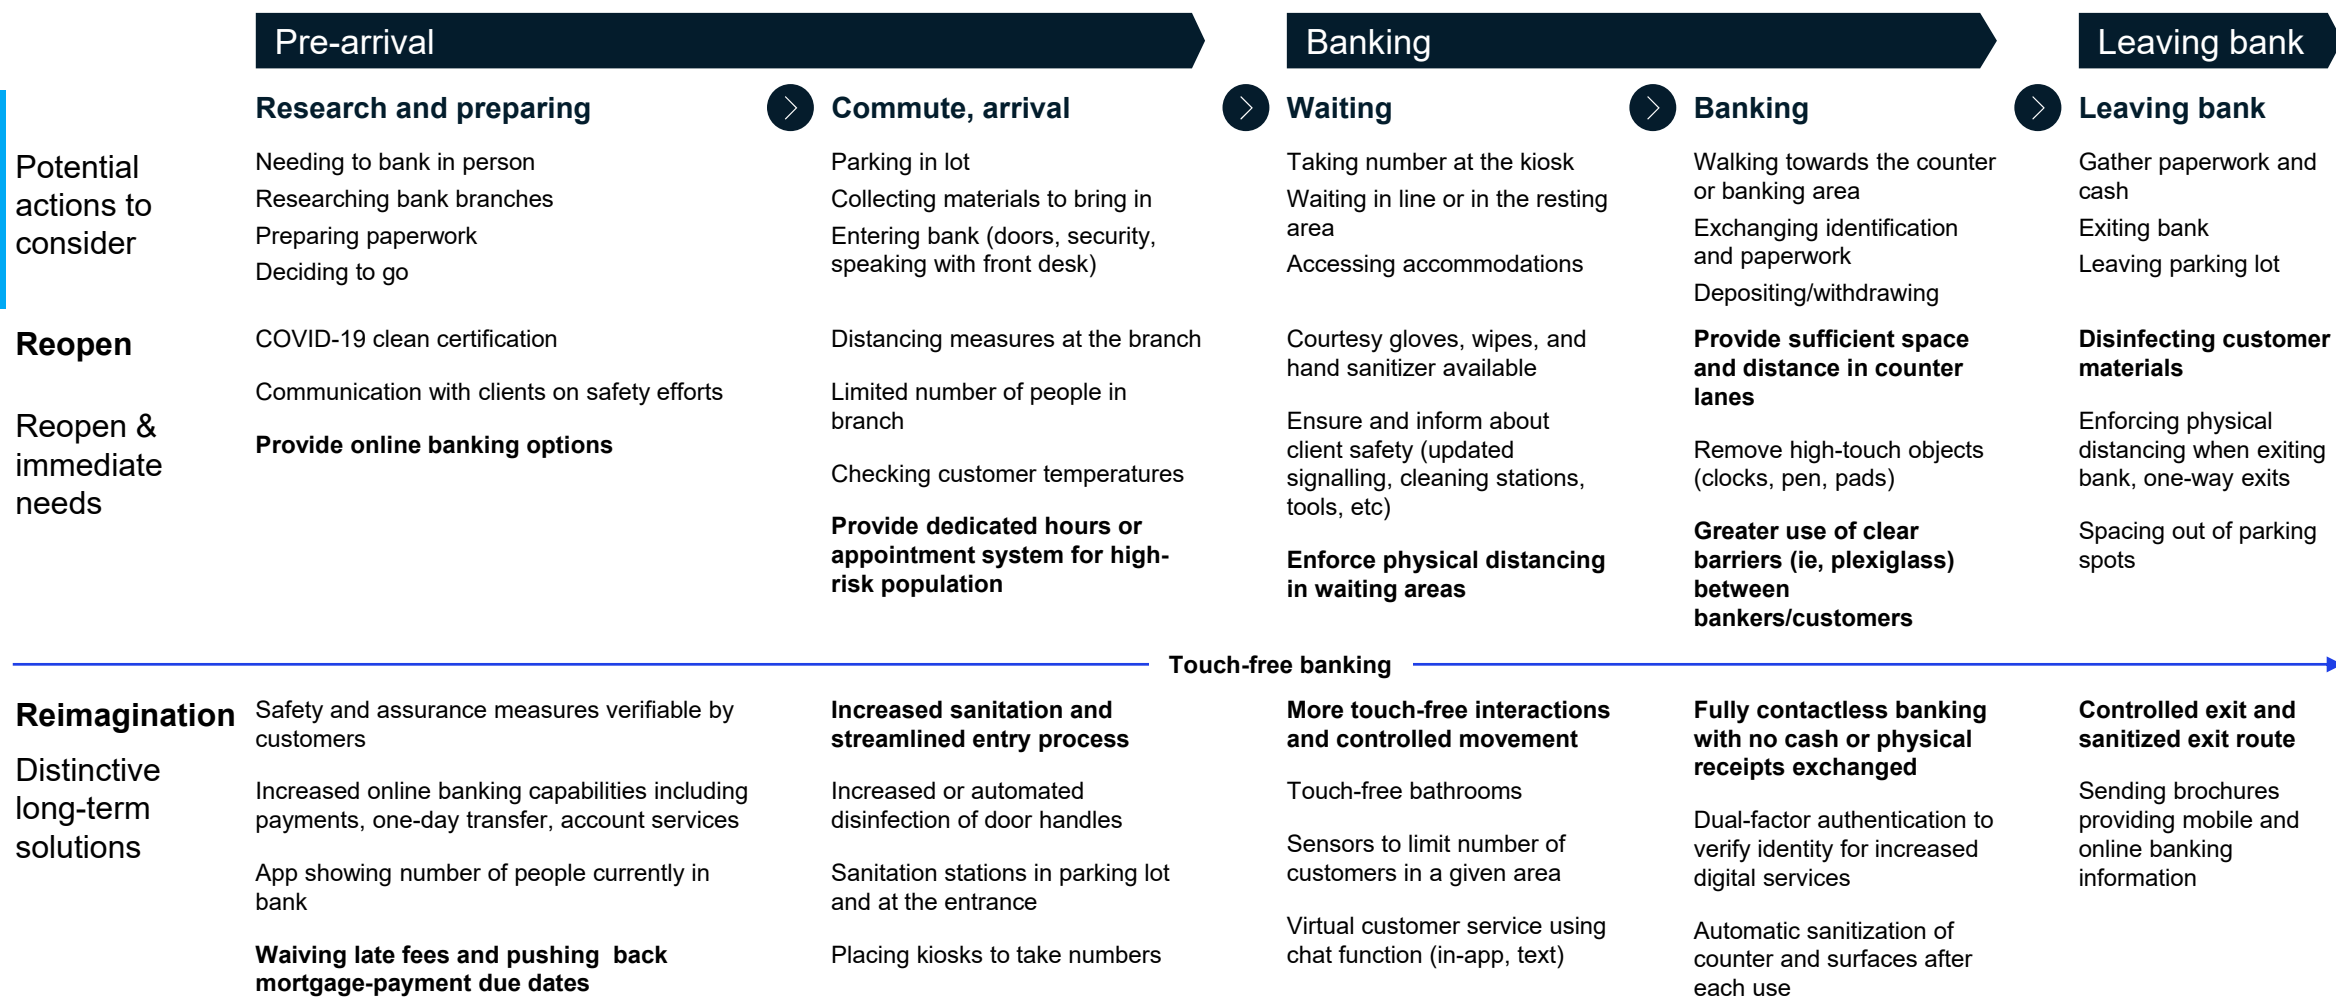 Pre-arrival
Banking
Leaving bank
Research and preparing
Commute, arrival
Waiting
Banking
Leaving bank
Potential
actions to
consider
Needing to bank in person
Researching bank branches
Preparing paperwork
Deciding to go
Parking in lot
Collecting materials to bring in
Entering bank (doors, security,
speaking with front desk)
Taking number at the kiosk
Waiting in line or in the resting
area
Accessing accommodations
Walking towards the counter
or banking area
Exchanging identification
and paperwork
Depositing/withdrawing
Gather paperwork and
cash
Exiting bank
Leaving parking lot
Reopen
Reopen &
immediate
needs
COVID-19 clean certification
Communication with clients on safety efforts
Provide online banking options
Distancing measures at the branch
Limited number of people in
branch
Checking customer temperatures
Provide dedicated hours or
appointment system for high-
risk population
Courtesy gloves, wipes, and
hand sanitizer available
Ensure and inform about
client safety (updated
signalling, cleaning stations,
tools, etc)
Enforce physical distancing
in waiting areas
Provide sufficient space
and distance in counter
lanes
Remove high-touch objects
(clocks, pen, pads)
Greater use of clear
barriers (ie, plexiglass)
between
bankers/customers
Disinfecting customer
materials
Enforcing physical
distancing when exiting
bank, one-way exits
Spacing out of parking
spots
Touch-free banking
Reimagination
Distinctive
long-term
solutions
Safety and assurance measures verifiable by
customers
Increased online banking capabilities including
payments, one-day transfer, account services
App showing number of people currently in
bank
Waiving late fees and pushing  back
mortgage-payment due dates
Increased sanitation and
streamlined entry process
Increased or automated
disinfection of door handles
Sanitation stations in parking lot
and at the entrance
Placing kiosks to take numbers
More touch-free interactions
and controlled movement
Touch-free bathrooms
Sensors to limit number of
customers in a given area
Virtual customer service using
chat function (in-app, text)
Fully contactless banking
with no cash or physical
receipts exchanged
Dual-factor authentication to
verify identity for increased
digital services
Automatic sanitization of
counter and surfaces after
each use
Controlled exit and
sanitized exit route
Sending brochures
providing mobile and
online banking
information